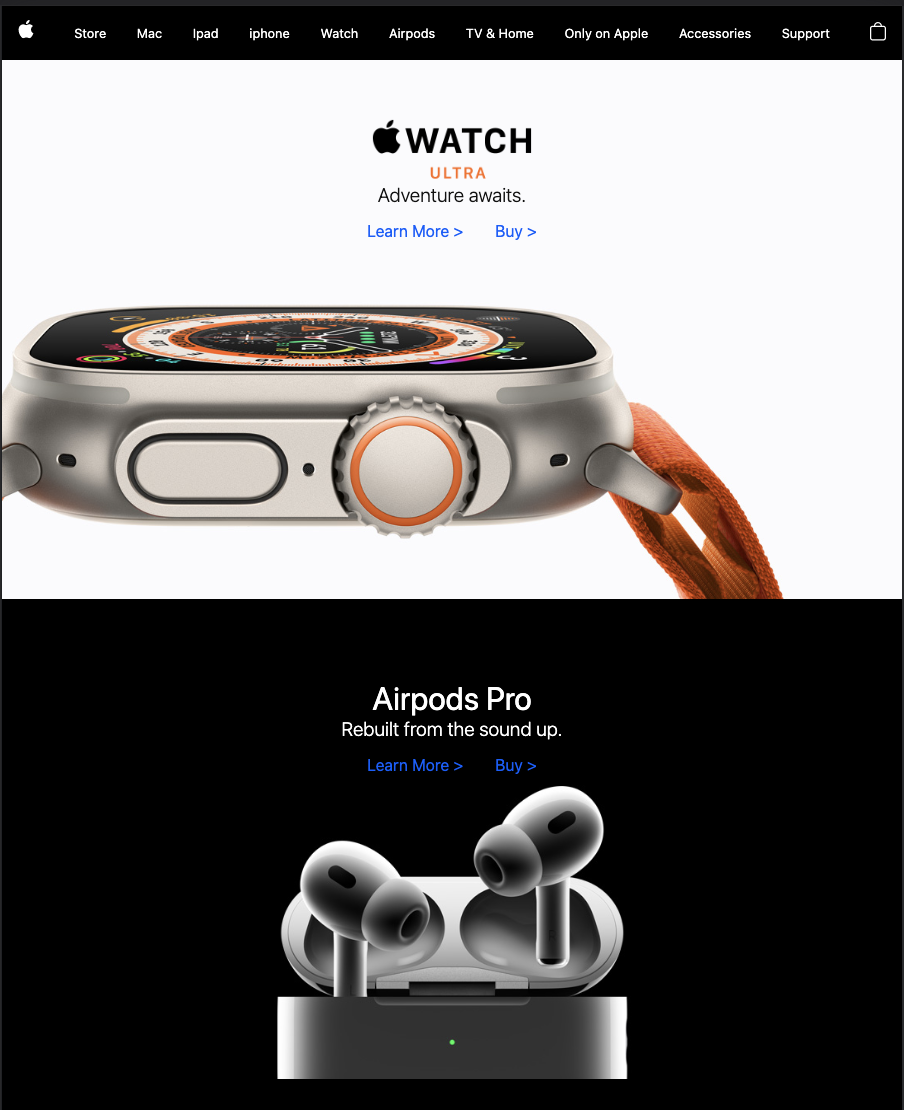 Store Mac Ipad iphone Watch Airpods TV & Home Only on Apple Accessories Support
WATCH
ULTRA
Adventure awaits.
Learn More > Buy >
Airpods Pro
Rebuilt from the sound up.
Learn More > Buy >